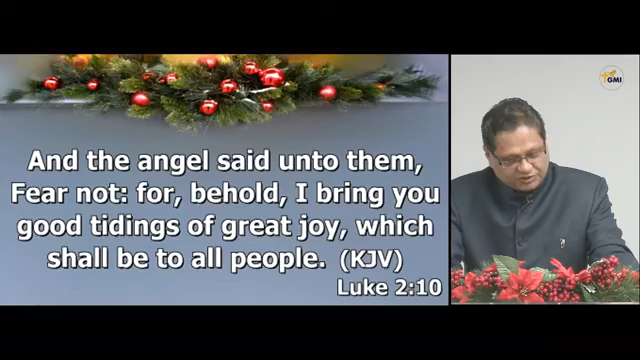 And the angel said unto them,
Fear not: for, behold, I bring you
good tidings of great joy, which
shall be to all people. (KJV)
Luke 2:10
GMI